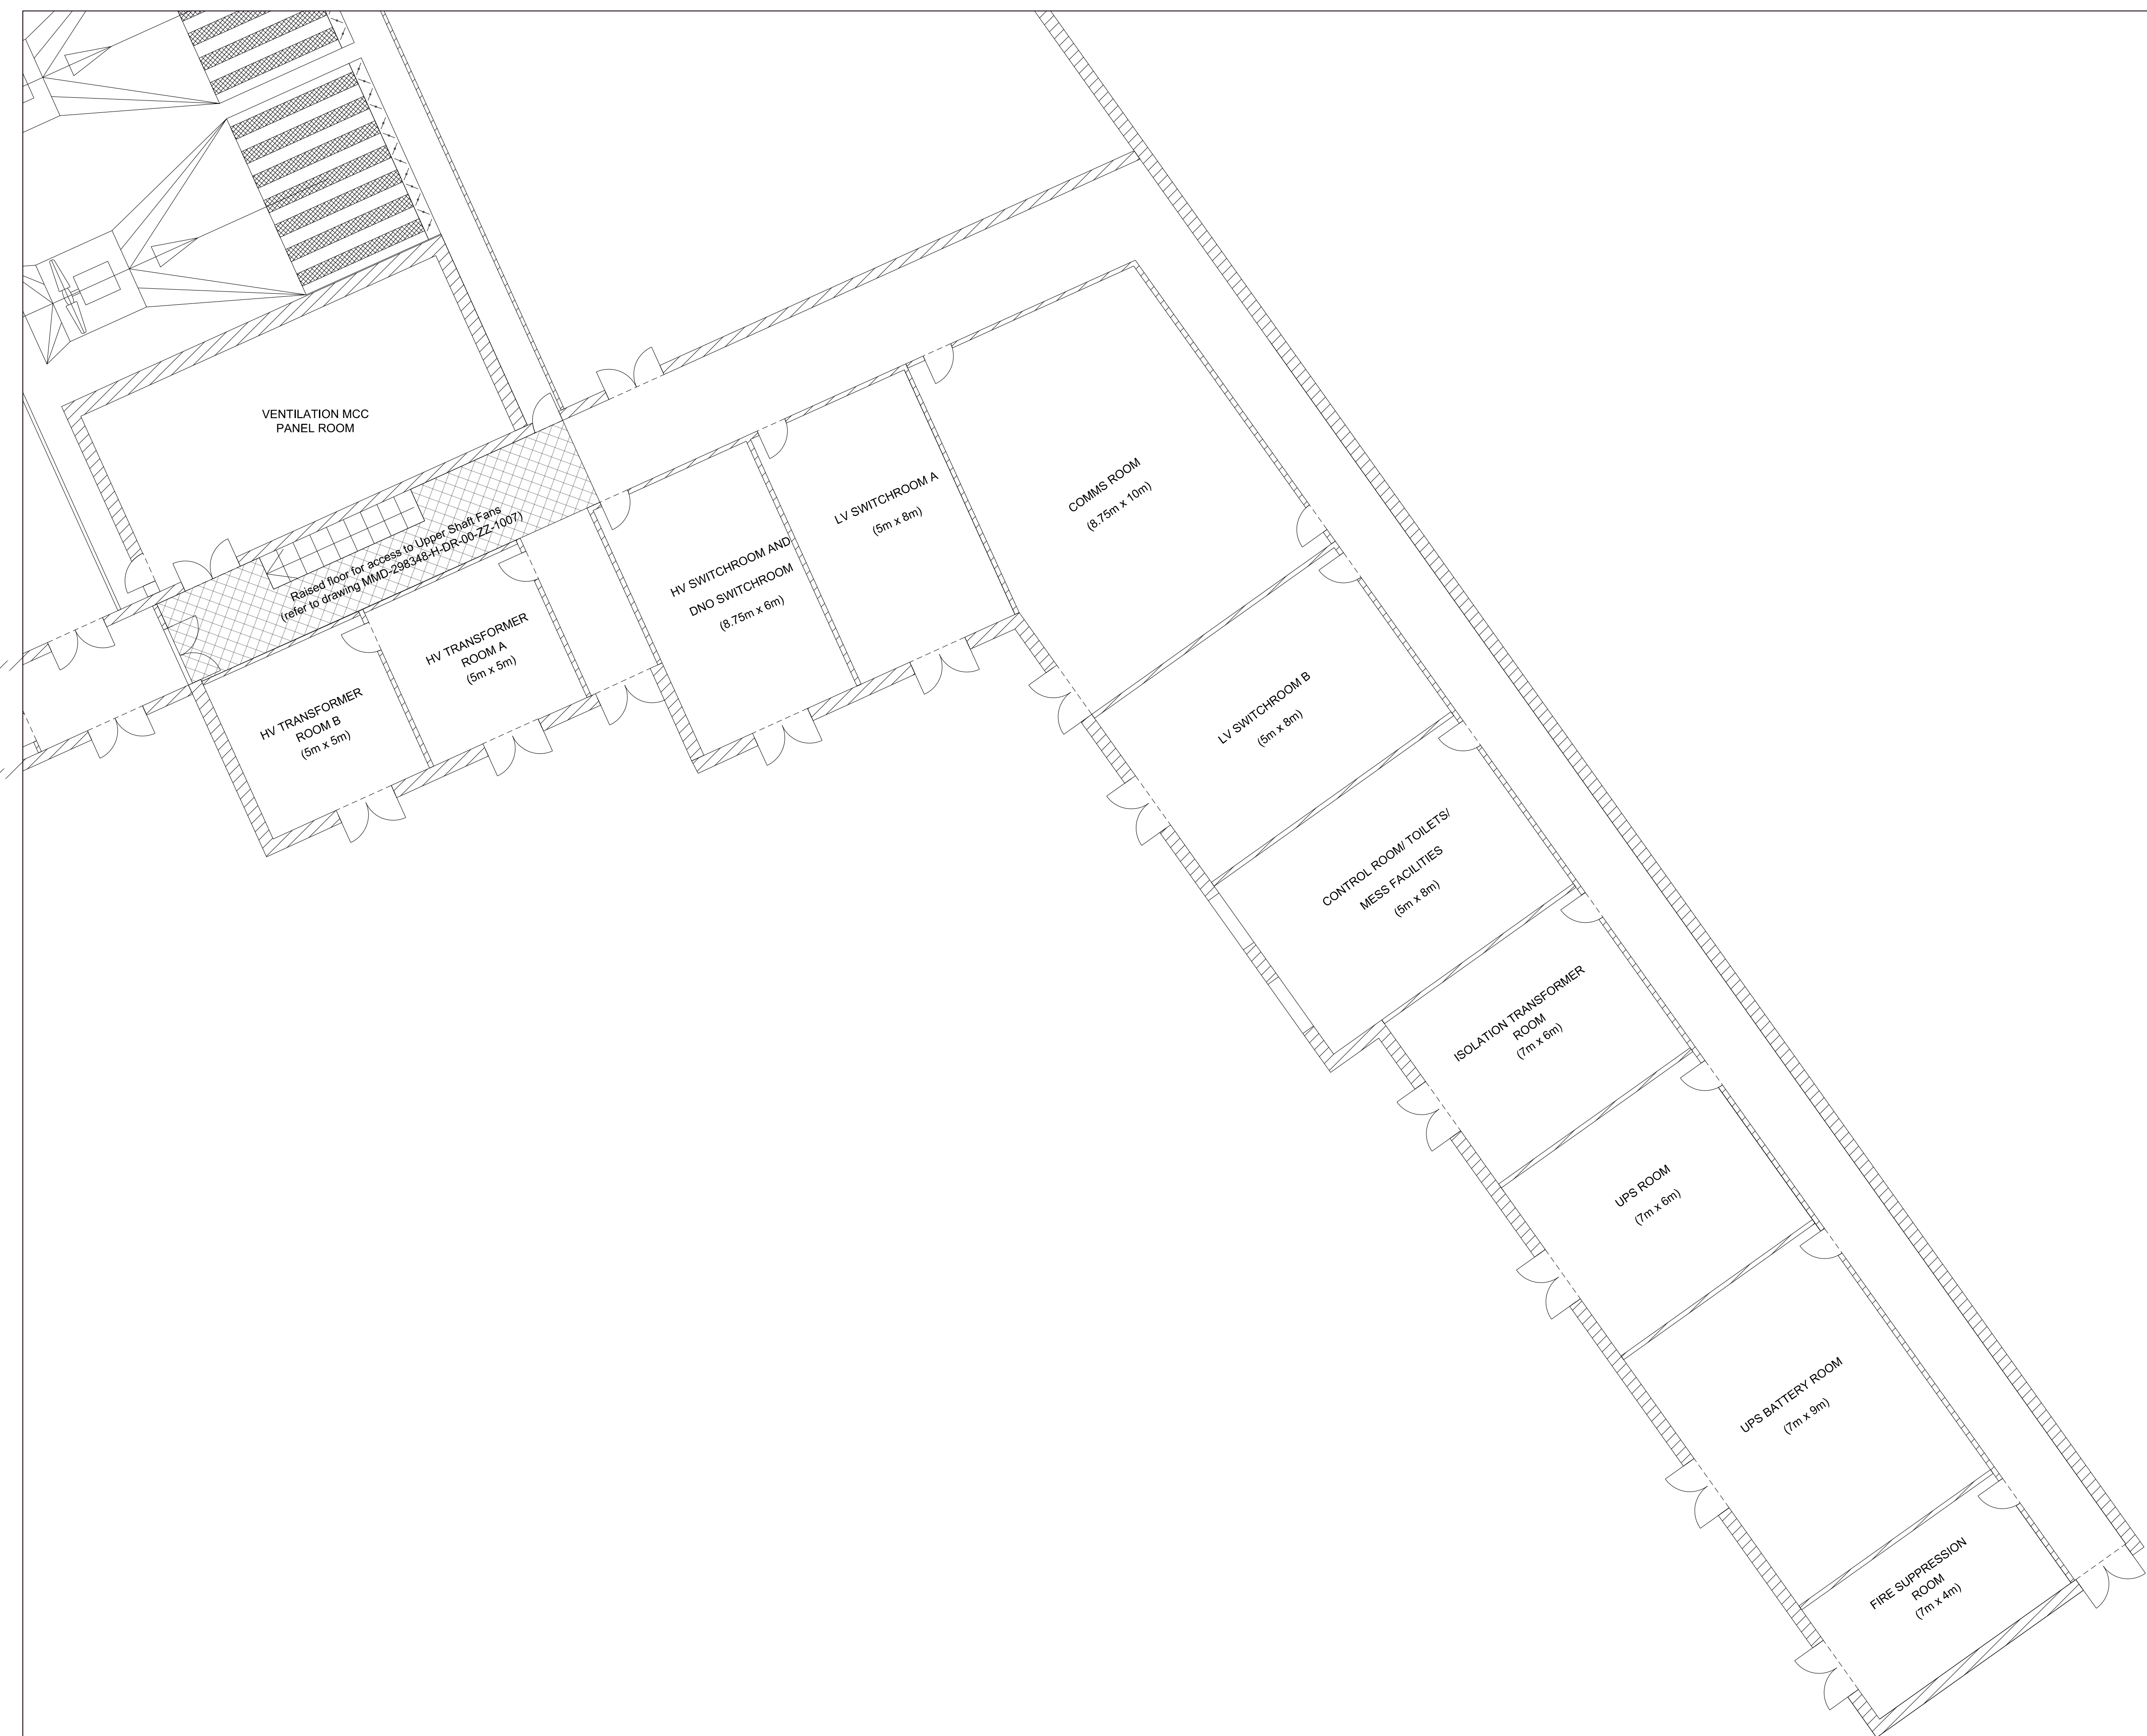 VENTILATION MCC
PANEL ROOM
Raised floor for access to Upper Shaft Fans
(refer to drawing MMD-298348-H-DR-00-ZZ-1007)
HV TRANSFORMER
ROOM B
(5m x 5m)
HV TRANSFORMER
ROOM A
(5m x 5m)
HV SWITCHROOM AND
DNO SWITCHROOM
(8.75m x 6m)
LV SWITCHROOM A
(5m x 8m)
COMMS ROOM
(8.75m x 10m)
LV SWITCHROOM B
(5m x 8m)
CONTROL ROOM/ TOILETS/
MESS FACILITIES
(5m x 8m)
ISOLATION TRANSFORMER
ROOM
(7m x 6m)
UPS ROOM
(7m x 6m)
UPS BATTERY ROOM
(7m x 9m)
FIRE SUPPRESSION
ROOM
(7m x 4m)